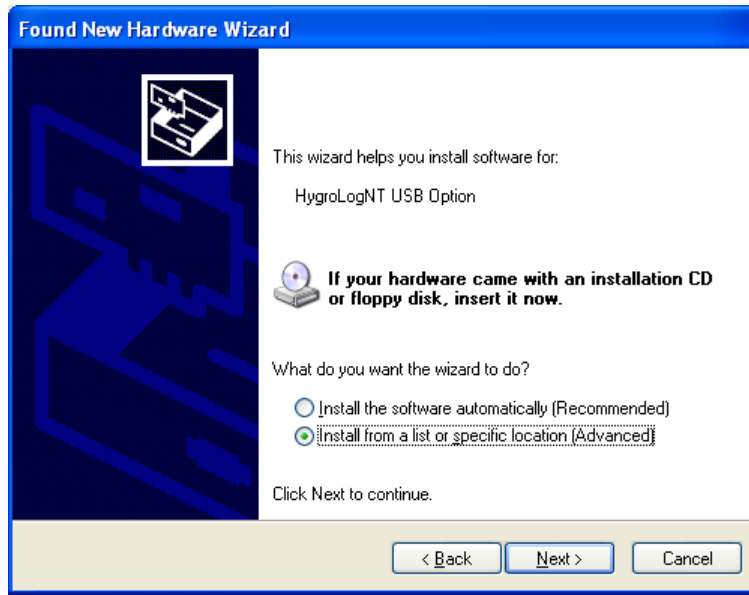 Found New Hardware Wizard
This wizard helps you install software for:
HygroLogNT USB Option
If your hardware came with an installation CD
or floppy disk, insert it now.
What do you want the wizard to do?
Install the software automatically (Recommended)
Install from a list or specific location (Advanced)
Click Next to continue.
< Back
Next >
Cancel